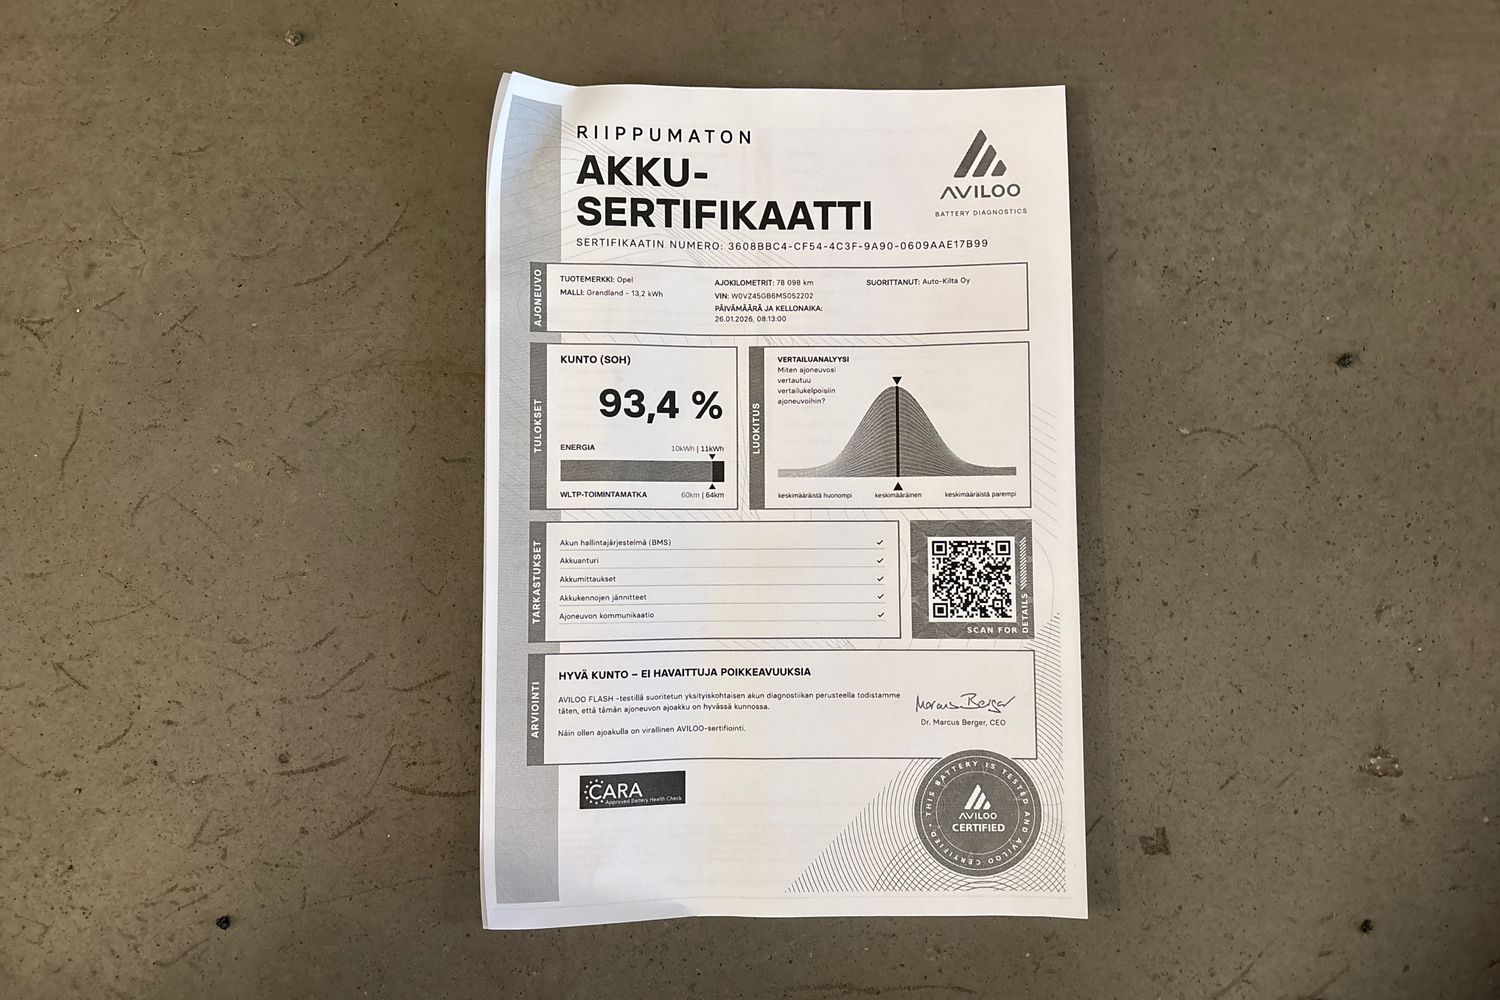 RIIPPUMATON
AKKU-
SERTIFIKAATTI
SERTIFIKAATIN NUMERO: 3608BBC4-CF54-4C3F-9A90-0609AAE17B99
AVILOO
BATTERY DIAGNOSTICS
AJONEUVO
TUOTEMERKKI: Opel
MALLI: Grandland - 13,2 kWh
AJOKILOMETRIT: 78 098 km
VIN: W0VZ45GB6MS052202
PÄIVÄMÄÄRÄ JA KELLONAIKA:
26.01.2026, 08:13:00
SUORITTANUT: Auto-Kilta Oy
TULOKSET
KUNTO (SOH)
93,4 %
ENERGIA 10kWh | 11kWh
WLTP-TOIMINTAMATKA 60km | 64km
LUOKITUS
VERTAILUANALYYSI
Miten ajoneuvosi
vertautuu
vertailukelpoisiin
ajoneuvoihin?
keskimääräistä huonompi keskimääräinen keskimääräistä parempi
TARKASTUKSET
Akun hallintajärjestelmä (BMS)
Akkuanturi
Akkumittaukset
Akkukennojen jännitteet
Ajoneuvon kommunikaatio
SCAN FOR DETAILS
ARVIOINTI
HYVÄ KUNTO – EI HAVAITTUJA POIKKEAVUUKSIA
AVILOO FLASH -testillä suoritetun yksityiskohtaisen akun diagnostiikan perusteella todistamme
täten, että tämän ajoneuvon ajoakku on hyvässä kunnossa.
Näin ollen ajoakulla on virallinen AVILOO-sertifiointi.
Marcus Berger
Dr. Marcus Berger, CEO
CARA
Approved Battery Health Check
THIS BATTERY IS TESTED AND AVILOO CERTIFIED
AVILOO
CERTIFIED